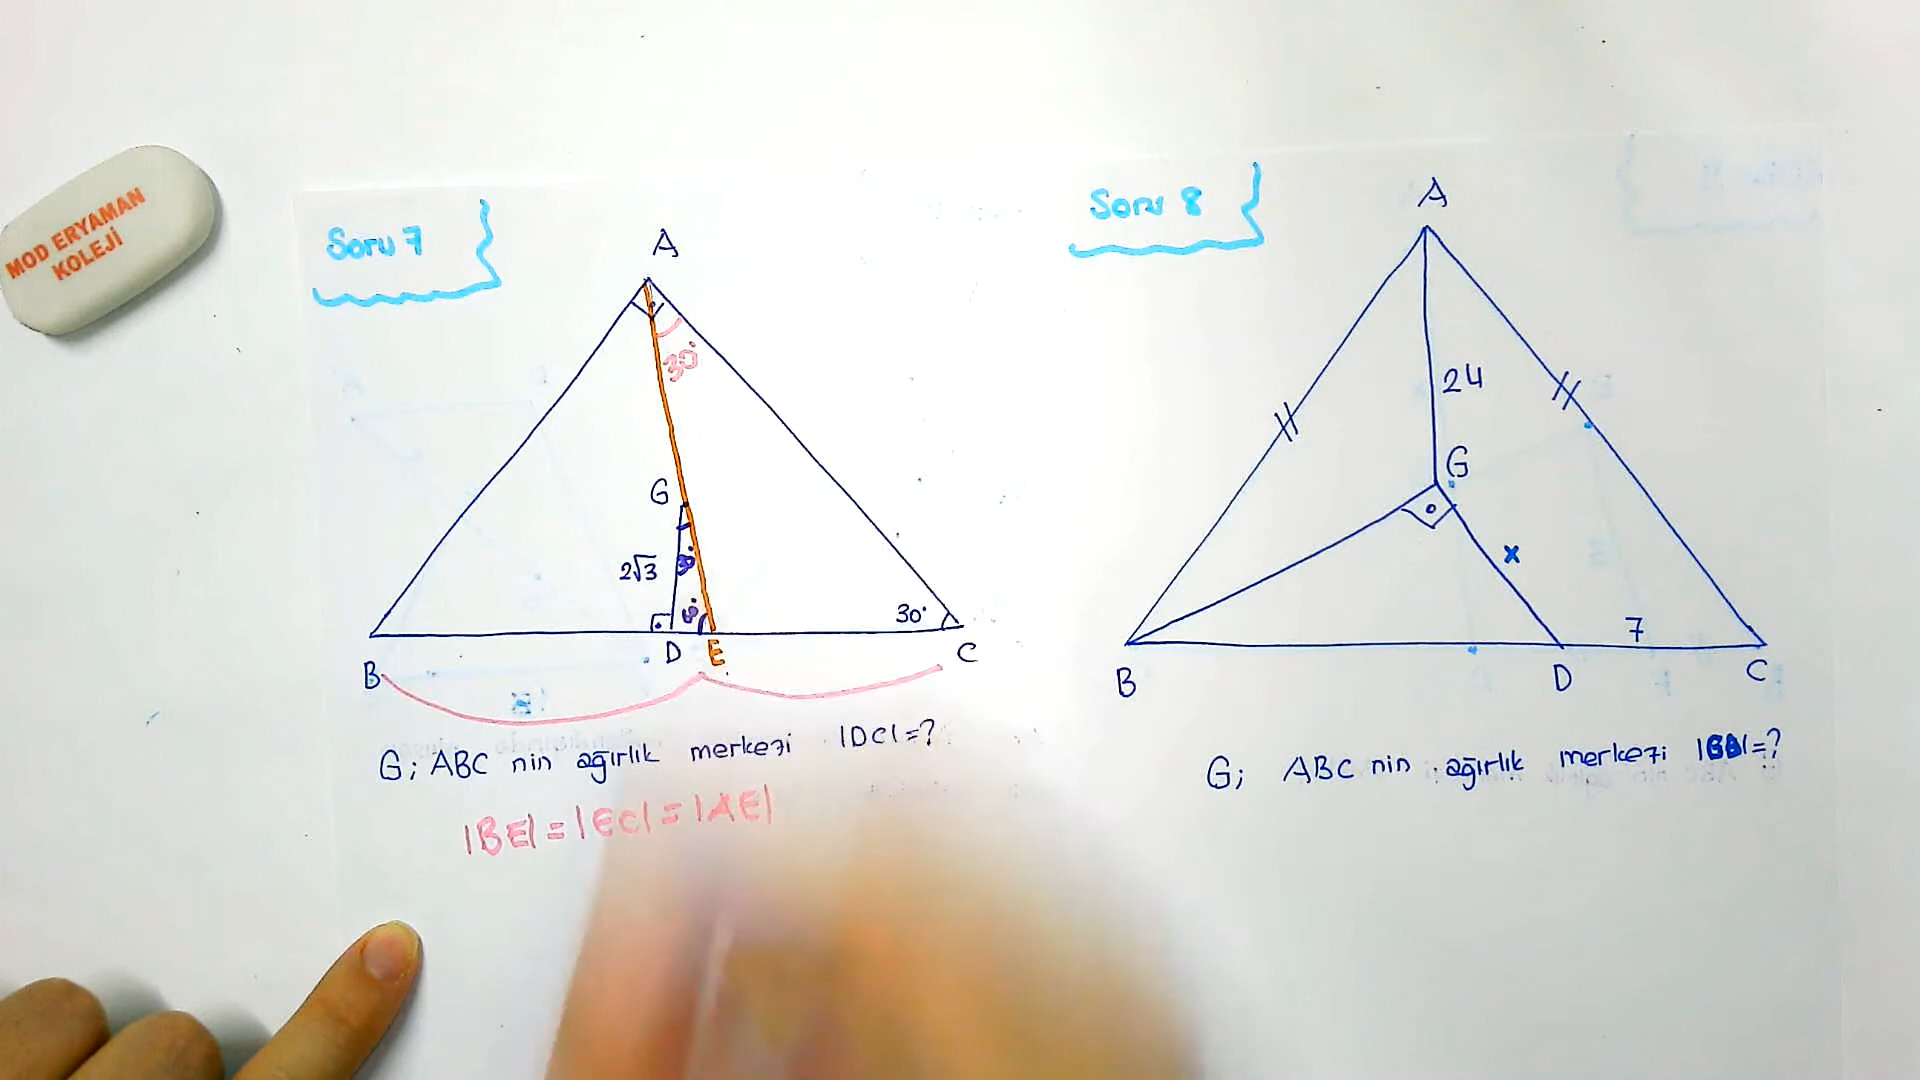 MOD ERYAMAN
KOLEJİ
Soru 7
A
30°
G
2√3
30°
30°
B
D
E
C
G; ABC nin ağırlık merkezi |DC|=?
|BE|=|EC|=|AE|
Soru 8
A
24
G
x
7
B
D
C
G; ABC nin ağırlık merkezi
=?